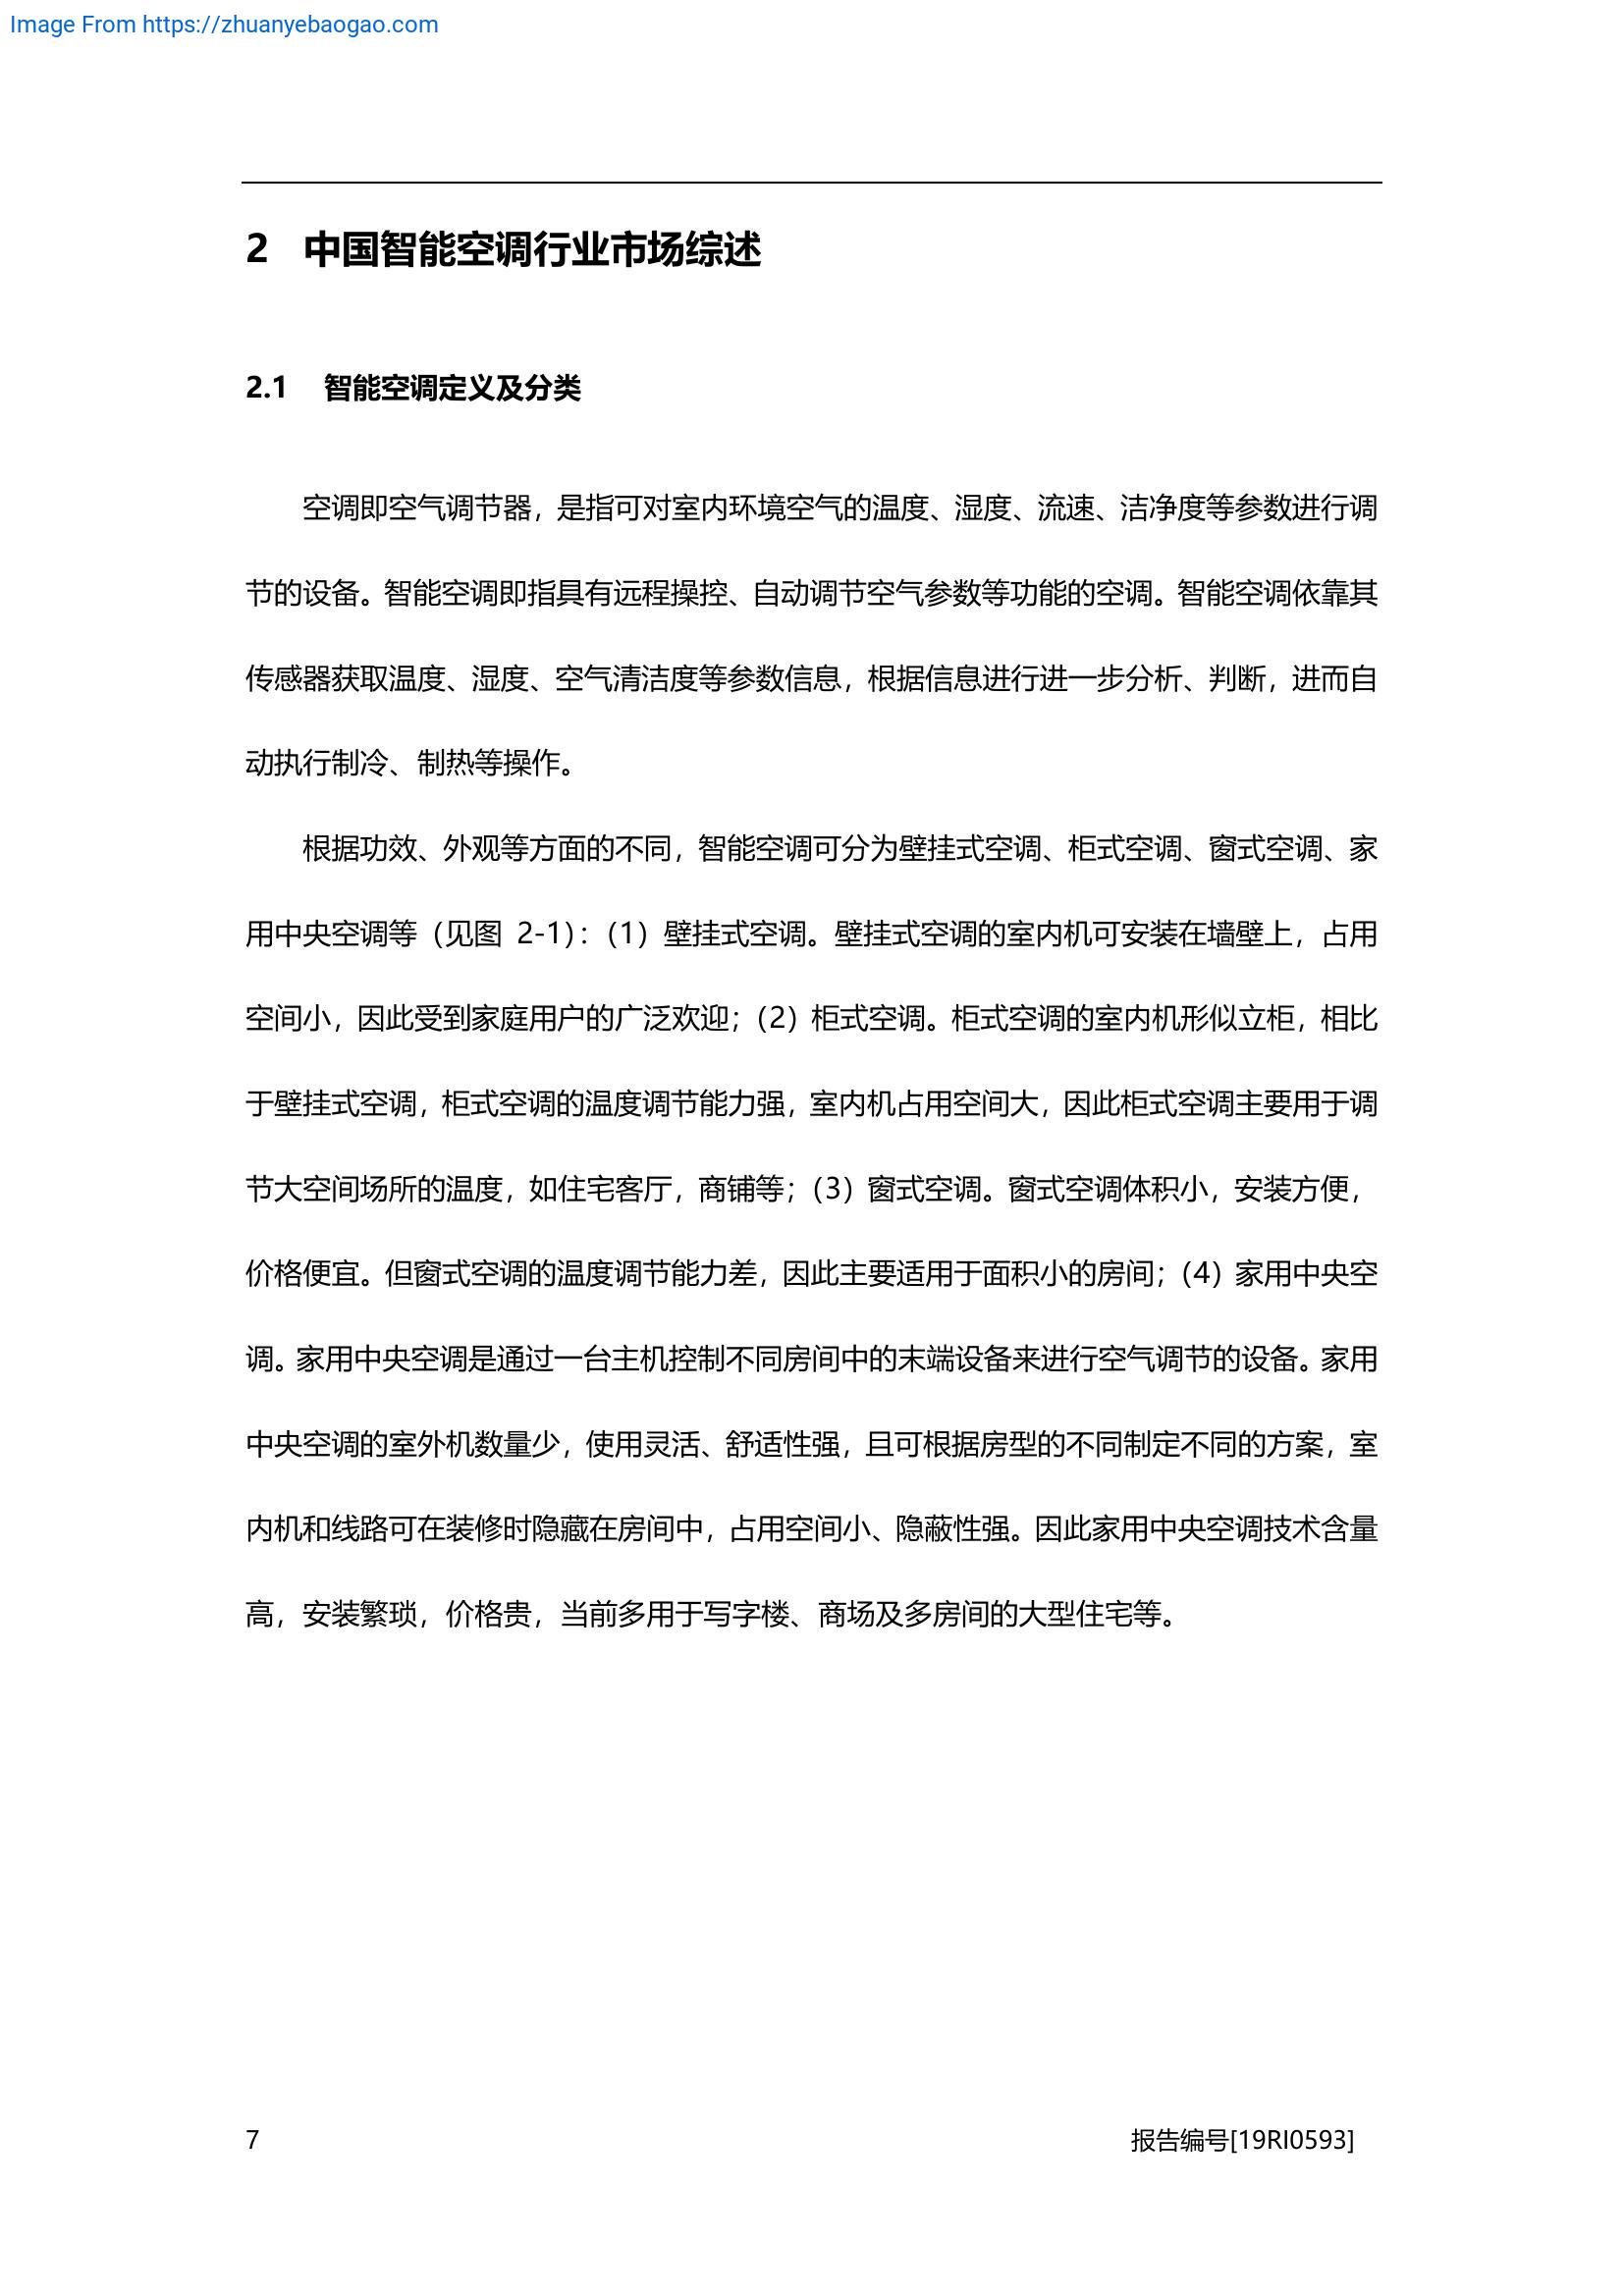 Image From https://zhuanyebaogao.com
2 中国智能空调行业市场综述
2.1 智能空调定义及分类
空调即空气调节器，是指可对室内环境空气的温度、湿度、流速、洁净度等参数进行调
节的设备。智能空调即指具有远程操控、自动调节空气参数等功能的空调。智能空调依靠其
传感器获取温度、湿度、空气清洁度等参数信息，根据信息进行进一步分析、判断，进而自
动执行制冷、制热等操作。
根据功效、外观等方面的不同，智能空调可分为壁挂式空调、柜式空调、窗式空调、家
用中央空调等（见图 2-1）：（1）壁挂式空调。壁挂式空调的室内机可安装在墙壁上，占用
空间小，因此受到家庭用户的广泛欢迎；（2）柜式空调。柜式空调的室内机形似立柜，相比
于壁挂式空调，柜式空调的温度调节能力强，室内机占用空间大，因此柜式空调主要用于调
节大空间场所的温度，如住宅客厅，商铺等；（3）窗式空调。窗式空调体积小，安装方便，
价格便宜。但窗式空调的温度调节能力差，因此主要适用于面积小的房间；（4）家用中央空
调。家用中央空调是通过一台主机控制不同房间中的末端设备来进行空气调节的设备。家用
中央空调的室外机数量少，使用灵活、舒适性强，且可根据房型的不同制定不同的方案，室
内机和线路可在装修时隐藏在房间中，占用空间小、隐蔽性强。因此家用中央空调技术含量
高，安装繁琐，价格贵，当前多用于写字楼、商场及多房间的大型住宅等。
7 报告编号[19RI0593]